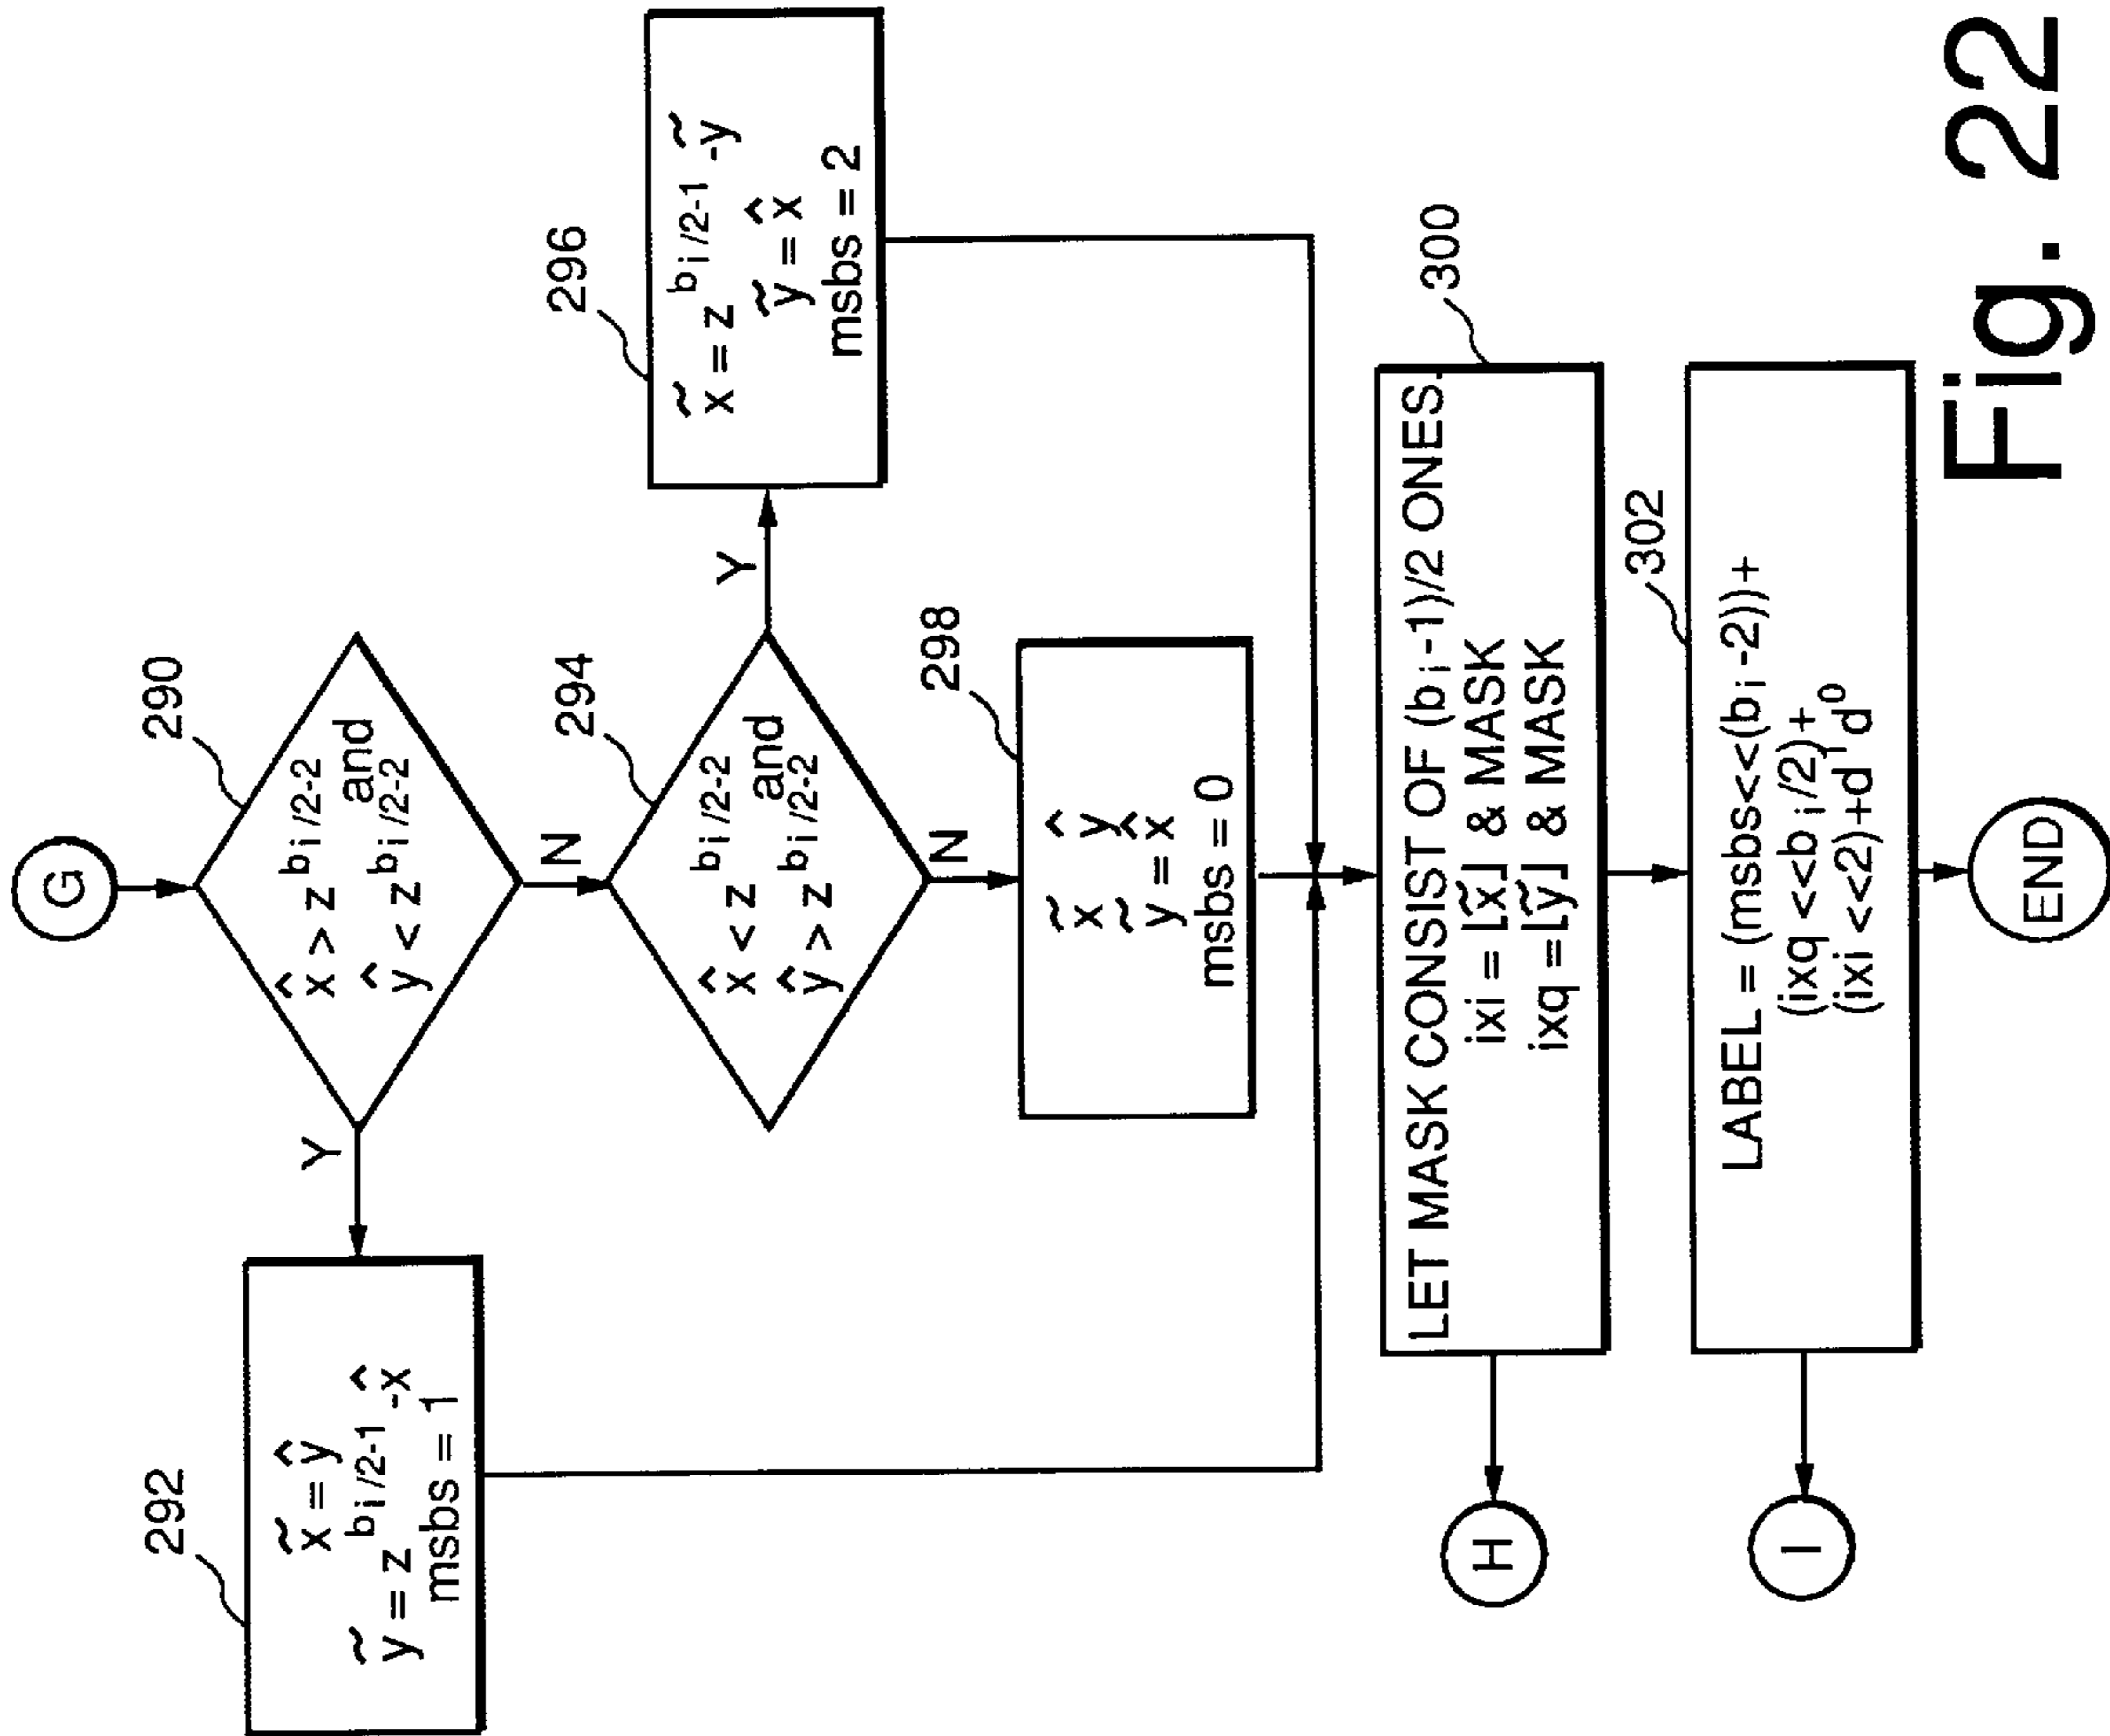 G
290
x̂ > z^(b_i/2-2)
and
ŷ < z^(b_i/2-2)
Y
N
292
x̃ = ŷ
ỹ = z^(b_i/2-1) -x̂
msbs = 1
294
x̂ < z^(b_i/2-2)
and
ŷ > z^(b_i/2-2)
Y
N
296
x̃ = z^(b_i/2-1) -ỹ
ỹ = x̂
msbs = 2
298
x̃ ŷ
ỹ = x̂
msbs = 0
300
LET MASK CONSIST OF (b_i-1)/2 ONES.
ixi = ⌊x̃⌋ & MASK
ixq = ⌊ỹ⌋ & MASK
H
302
LABEL = (msbs<<(b_i-2))+
(ixq <<b_i/2)+
(ixi <<2)+d^1 d^0
I
END
Fig. 22